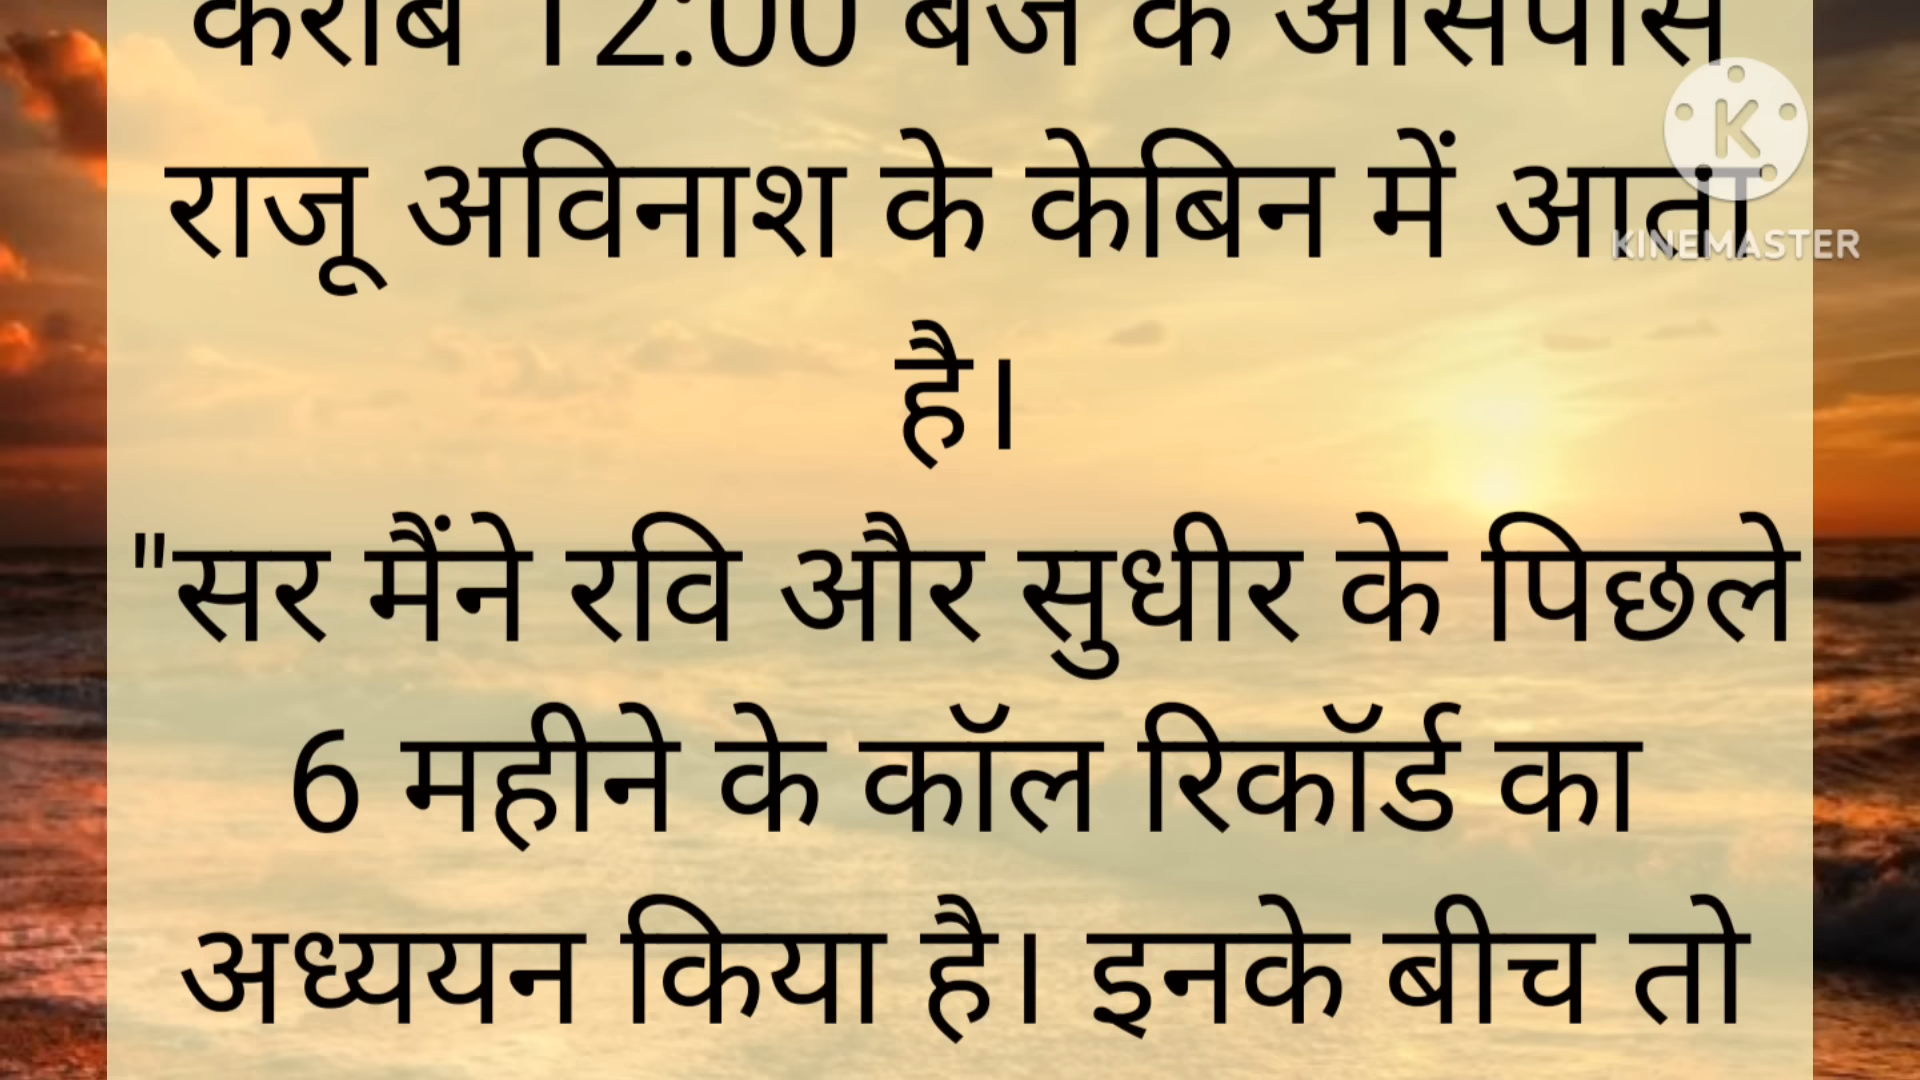 करीब 12:00 बजे के आसपास
राजू अविनाश के केबिन में आता
है।
"सर मैंने रवि और सुधीर के पिछले
6 महीने के कॉल रिकॉर्ड का
अध्ययन किया है। इनके बीच तो
K
KINEMASTER